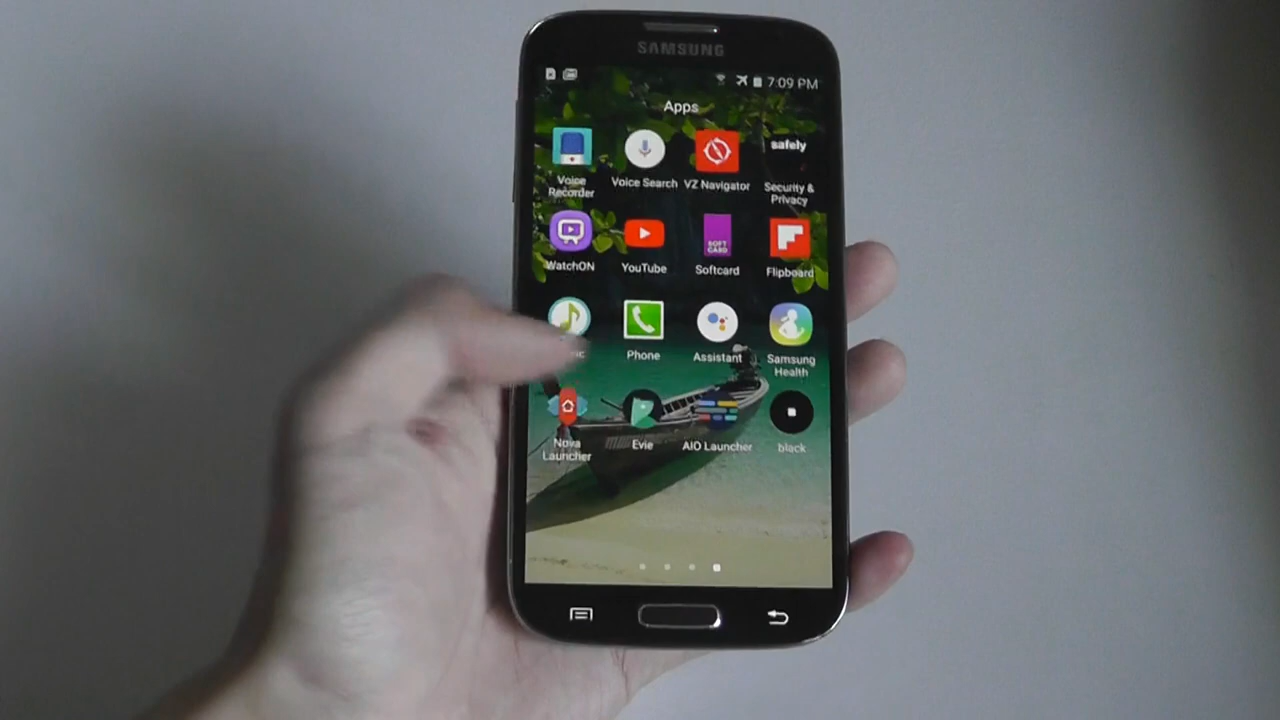 SAMSUNG
7:09 PM
Apps
safely
Voice
Recorder
Voice Search
VZ Navigator
Security &
Privacy
SOFT
CARD
WatchON
YouTube
Softcard
Flipboard
Phone
Assistant
Samsung
Health
Nova
Launcher
Evie
AIO Launcher
black